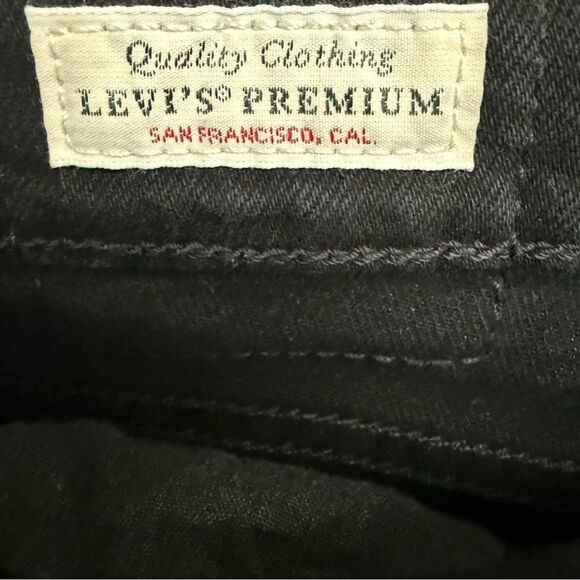 Quality Clothing
LEVI'S® PREMIUM
SAN FRANCISCO, CAL.